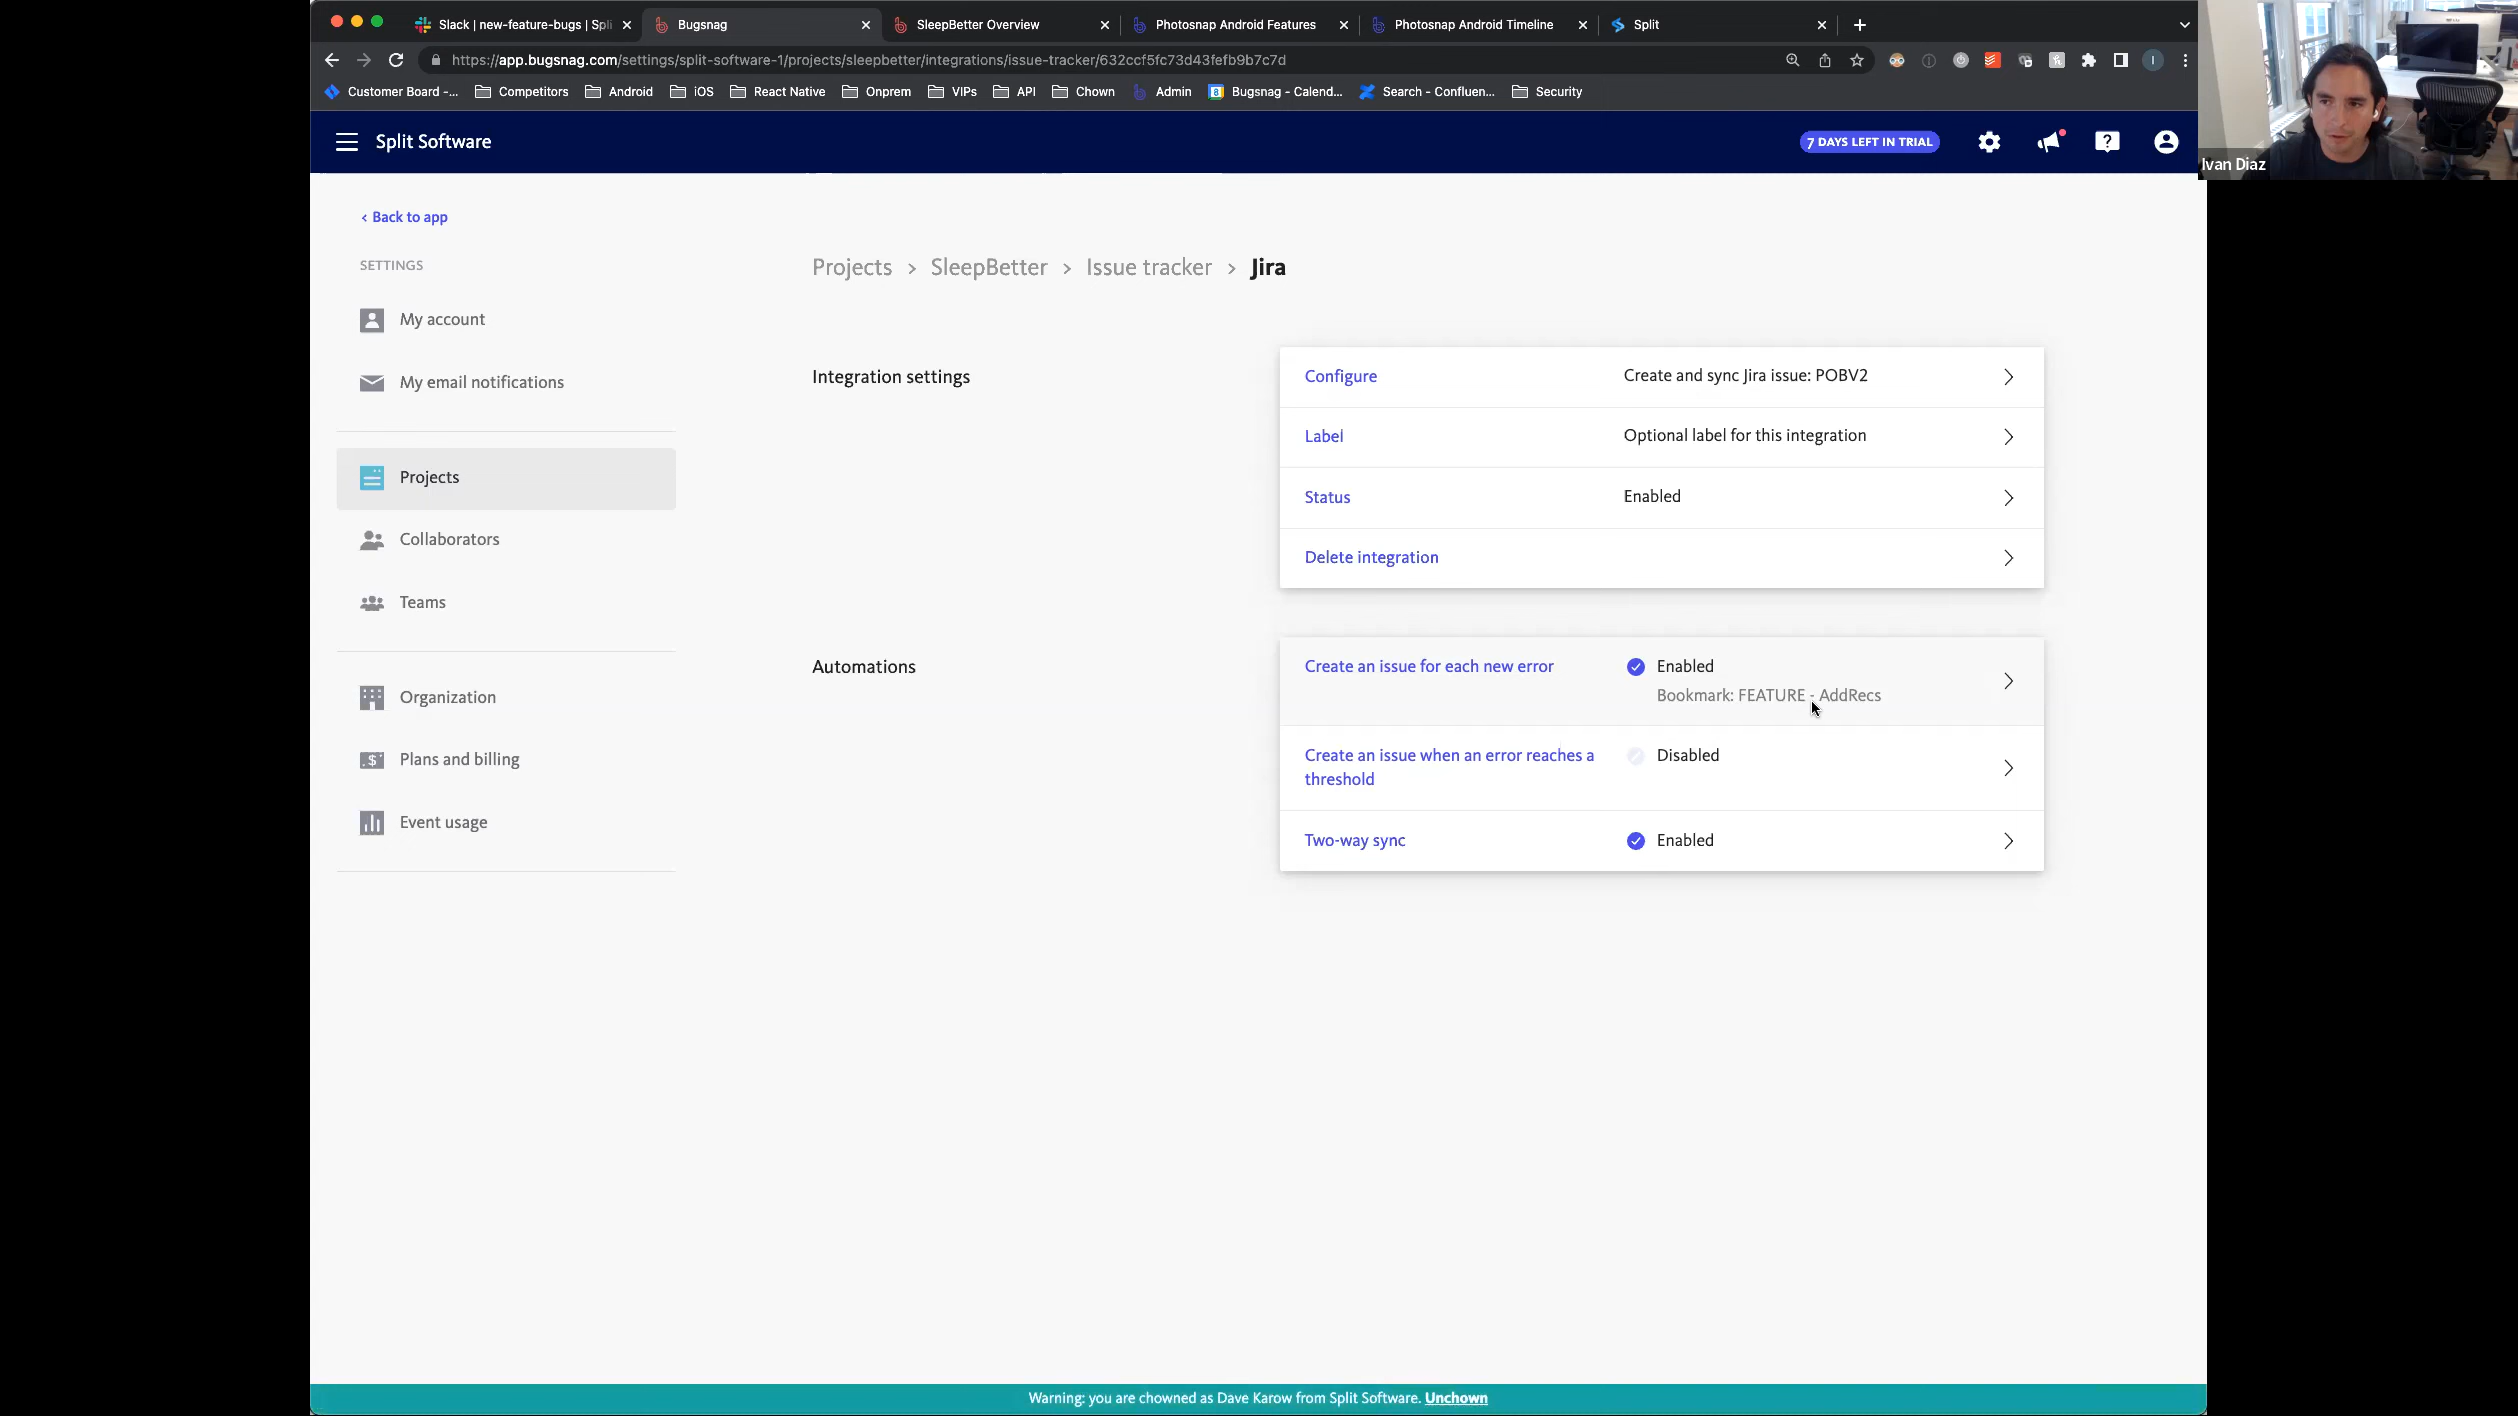 Slack | new-feature-bugs | Spli
Bugsnag
SleepBetter Overview
Photosnap Android Features
Photosnap Android Timeline
Split
https://app.bugsnag.com/settings/split-software-1/projects/sleepbetter/integrations/issue-tracker/632ccf5fc73d43fefb9b7c7d
I
Customer Board -...
Competitors
Android
iOS
React Native
Onprem
VIPs
API
Chown
Admin
Bugsnag - Calend...
Search - Confluen...
Security
Ivan Diaz
Split Software
7 DAYS LEFT IN TRIAL
‹ Back to app
SETTINGS
My account
My email notifications
Projects
Collaborators
Teams
Organization
Plans and billing
Event usage
Projects > SleepBetter > Issue tracker > Jira
Integration settings
Configure
Create and sync Jira issue: POBV2
Label
Optional label for this integration
Status
Enabled
Delete integration
Automations
Create an issue for each new error
Enabled
Bookmark: FEATURE - AddRecs
Create an issue when an error reaches a
threshold
Disabled
Two-way sync
Enabled
Warning: you are chowned as Dave Karow from Split Software. Unchown